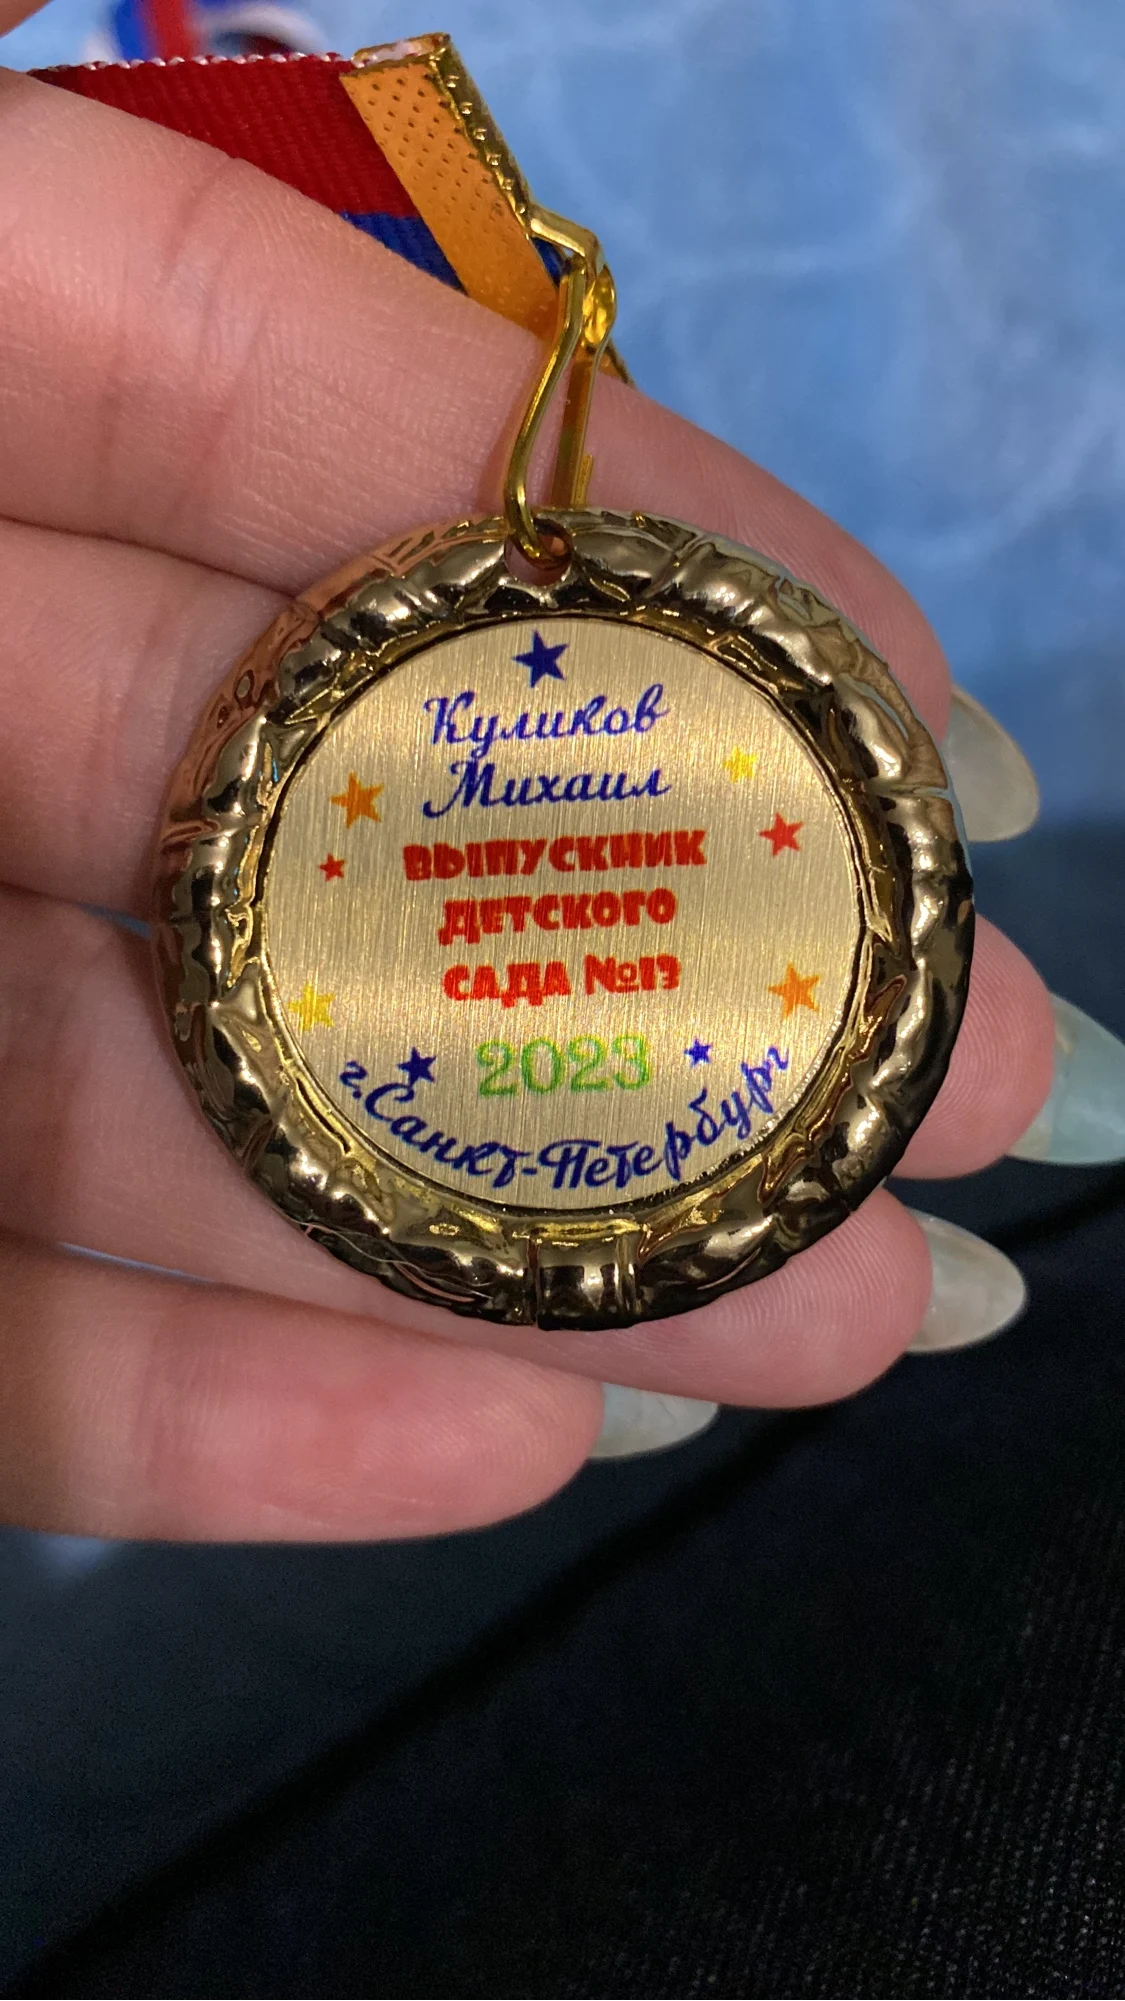 Куликов
Михаил
ВЫПУСКНИК
ДЕТСКОГО
САДА №13
2023
г.Санкт-Петербург